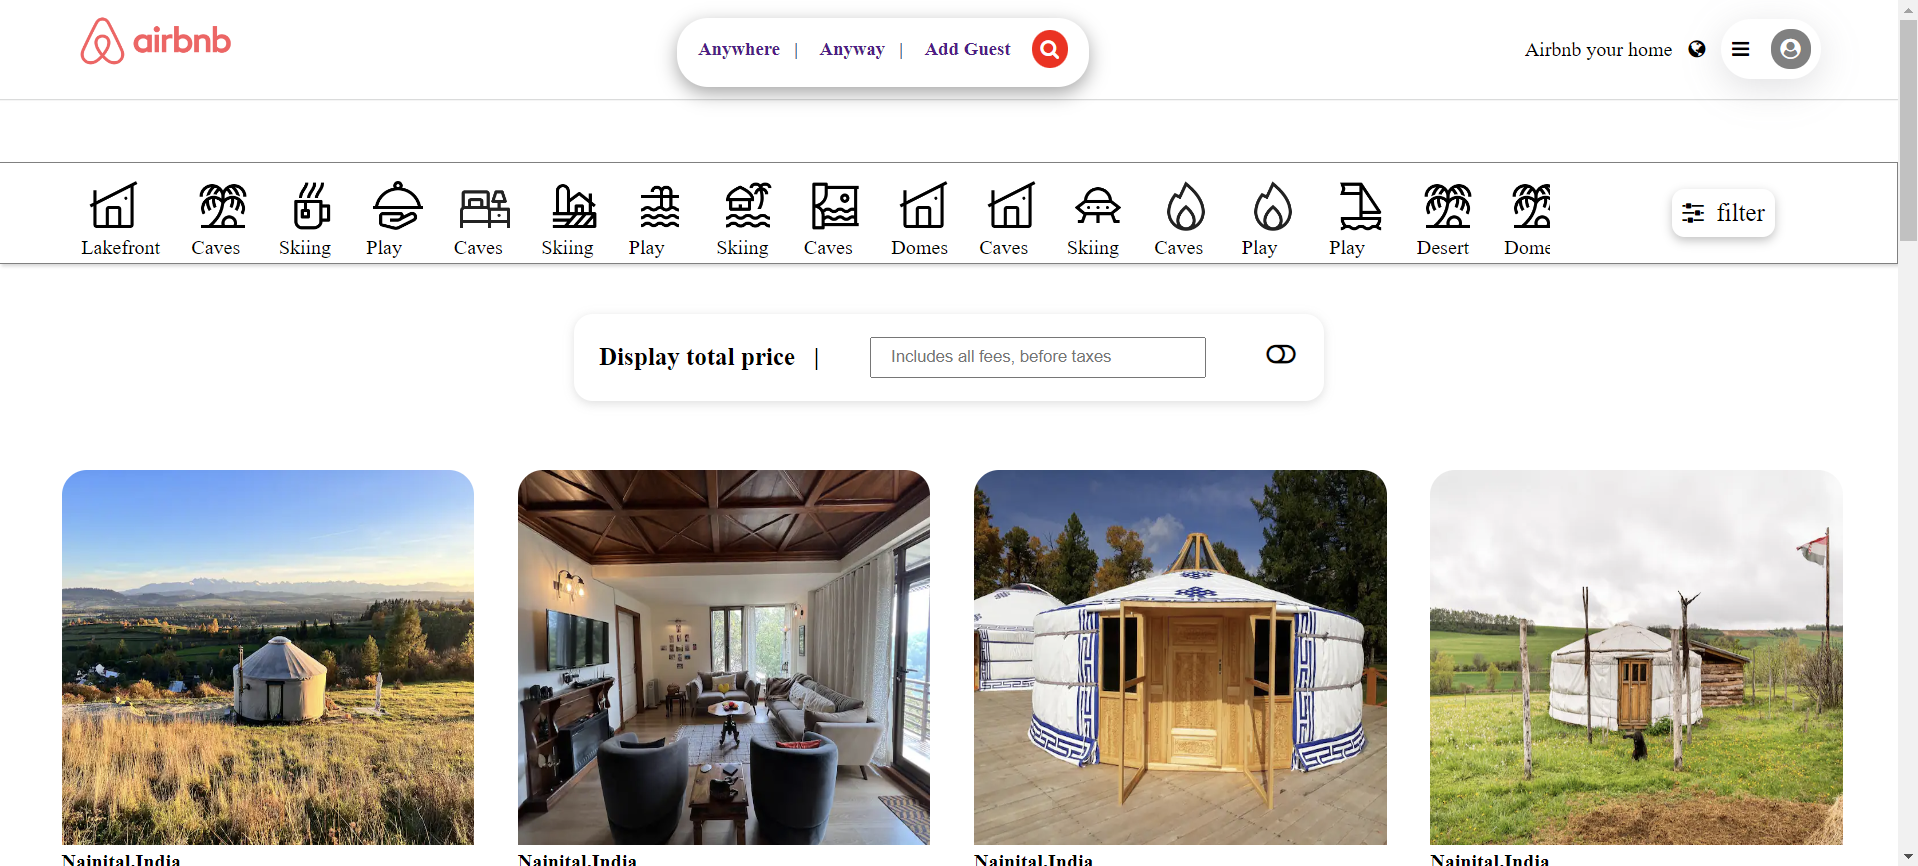 airbnb
Anywhere | Anyway | Add Guest
Airbnb your home
Lakefront Caves Skiing Play Caves Skiing Play Skiing Caves Domes Caves Skiing Caves Play Play Desert Dome
filter
Display total price |
Includes all fees, before taxes
Nainital,India Nainital,India Nainital,India Nainital,India